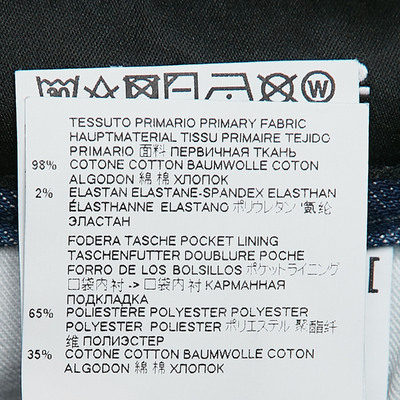 30
W
TESSUTO PRIMARIO PRIMARY FABRIC
HAUPTMATERIAL TISSU PRIMAIRE TEJIDO
PRIMARIO 面料 ПЕРВИЧНАЯ ТКАНЬ
98% COTONE COTTON BAUMWOLLE COTON
ALGODON 綿 棉 ХЛОПОК
2% ELASTAN ELASTANE-SPANDEX ELASTHAN
ÉLASTHANNE ELASTANO ポリウレタン '氨纶
ЭЛАСТАН
FODERA TASCHE POCKET LINING
TASCHENFUTTER DOUBLURE POCHE
FORRO DE LOS BOLSILLOS ポケットライニング
口袋内衬 -> 口袋内衬 КАРМАННАЯ
ПОДКЛАДКА
65% POLIESTERE POLYESTER POLYESTER
POLYESTER POLIESTER ポリエステル 聚酯纤
维 ПОЛИЭСТЕР
35% COTONE COTTON BAUMWOLLE COTON
ALGODON 綿 棉 ХЛОПОК